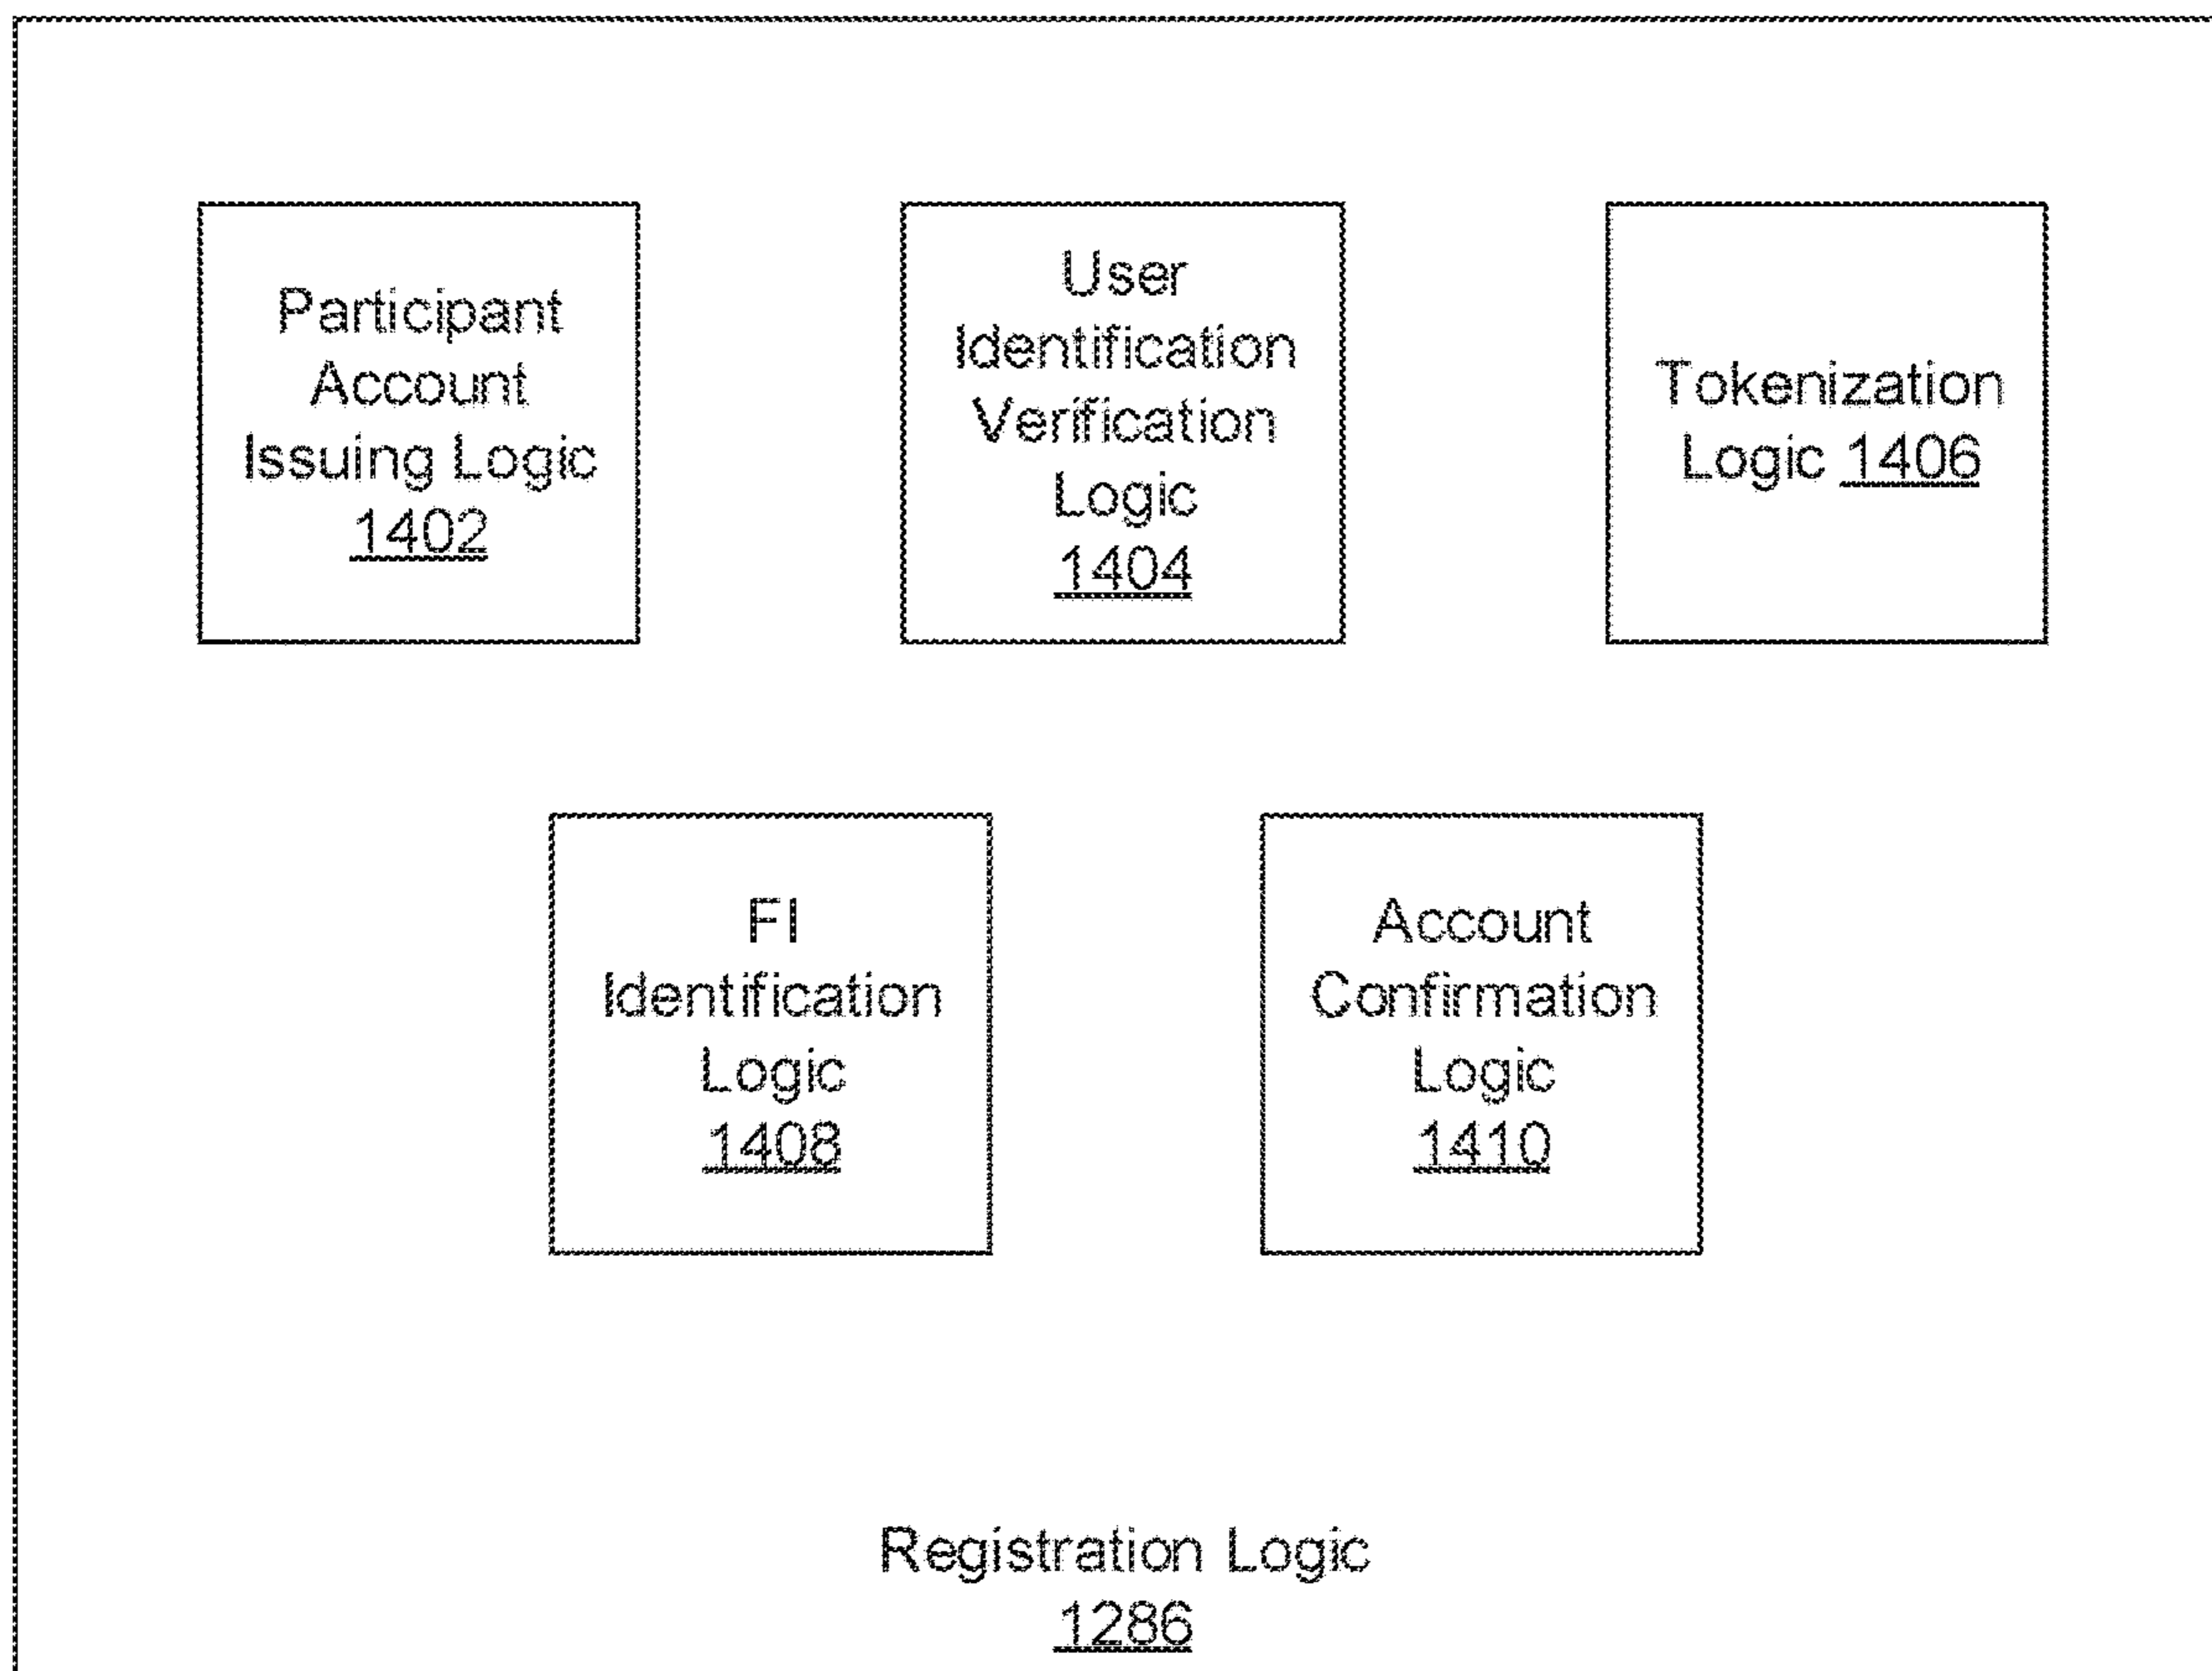 Participant
Account
Issuing Logic
1402
User
Identification
Verification
Logic
1404
Tokenization
Logic 1406
FI
Identification
Logic
1408
Account
Confirmation
Logic
1410
Registration Logic
1286